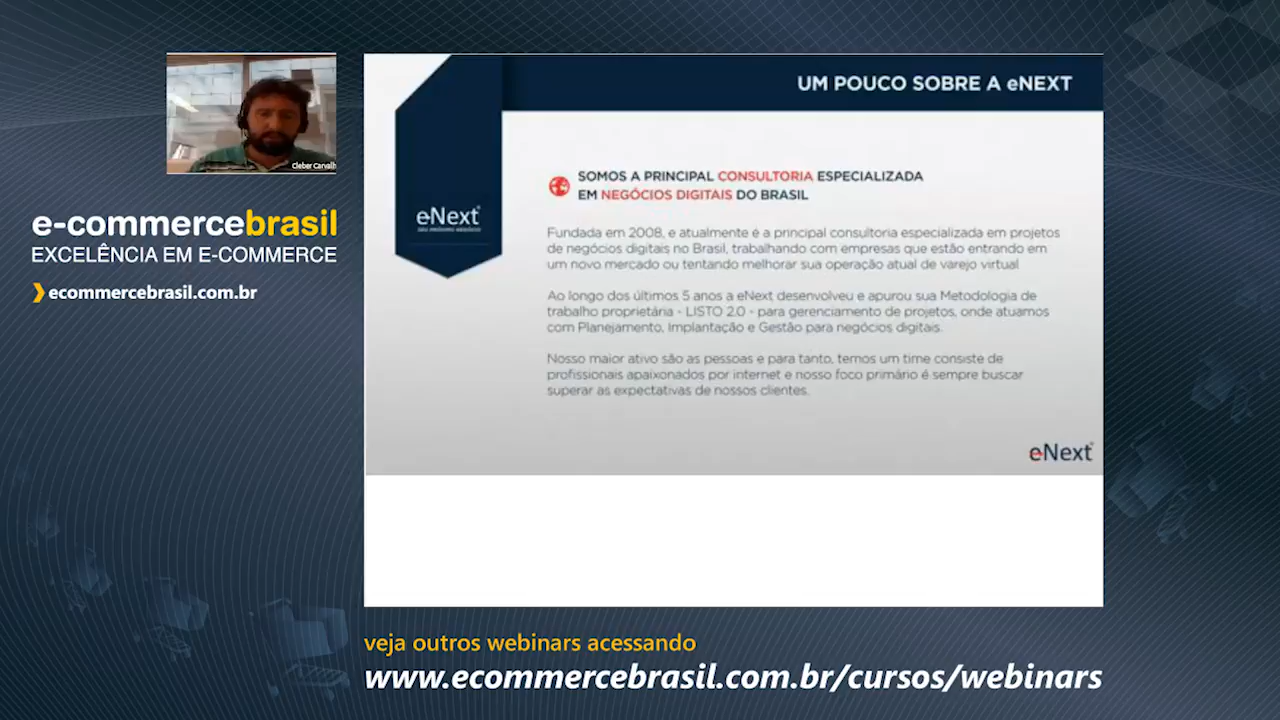 Cleber Carvalh
e-commercebrasil
EXCELÊNCIA EM E-COMMERCE
ecommercebrasil.com.br
UM POUCO SOBRE A eNEXT
eNext
SOMOS A PRINCIPAL CONSULTORIA ESPECIALIZADA
EM NEGÓCIOS DIGITAIS DO BRASIL
Fundada em 2008, e atualmente é a principal consultoria especializada em projetos
de negócios digitais no Brasil, trabalhando com empresas que estão entrando em
um novo mercado ou tentando melhorar sua operação atual de varejo virtual
Ao longo dos últimos 5 anos a eNext desenvolveu e apurou sua Metodologia de
trabalho proprietária - LISTO 2.0 - para gerenciamento de projetos, onde atuamos
com Planejamento, Implantação e Gestão para negócios digitais.
Nosso maior ativo são as pessoas e para tanto, temos um time consiste de
profissionais apaixonados por internet e nosso foco primário é sempre buscar
superar as expectativas de nossos clientes.
eNext
veja outros webinars acessando
www.ecommercebrasil.com.br/cursos/webinars